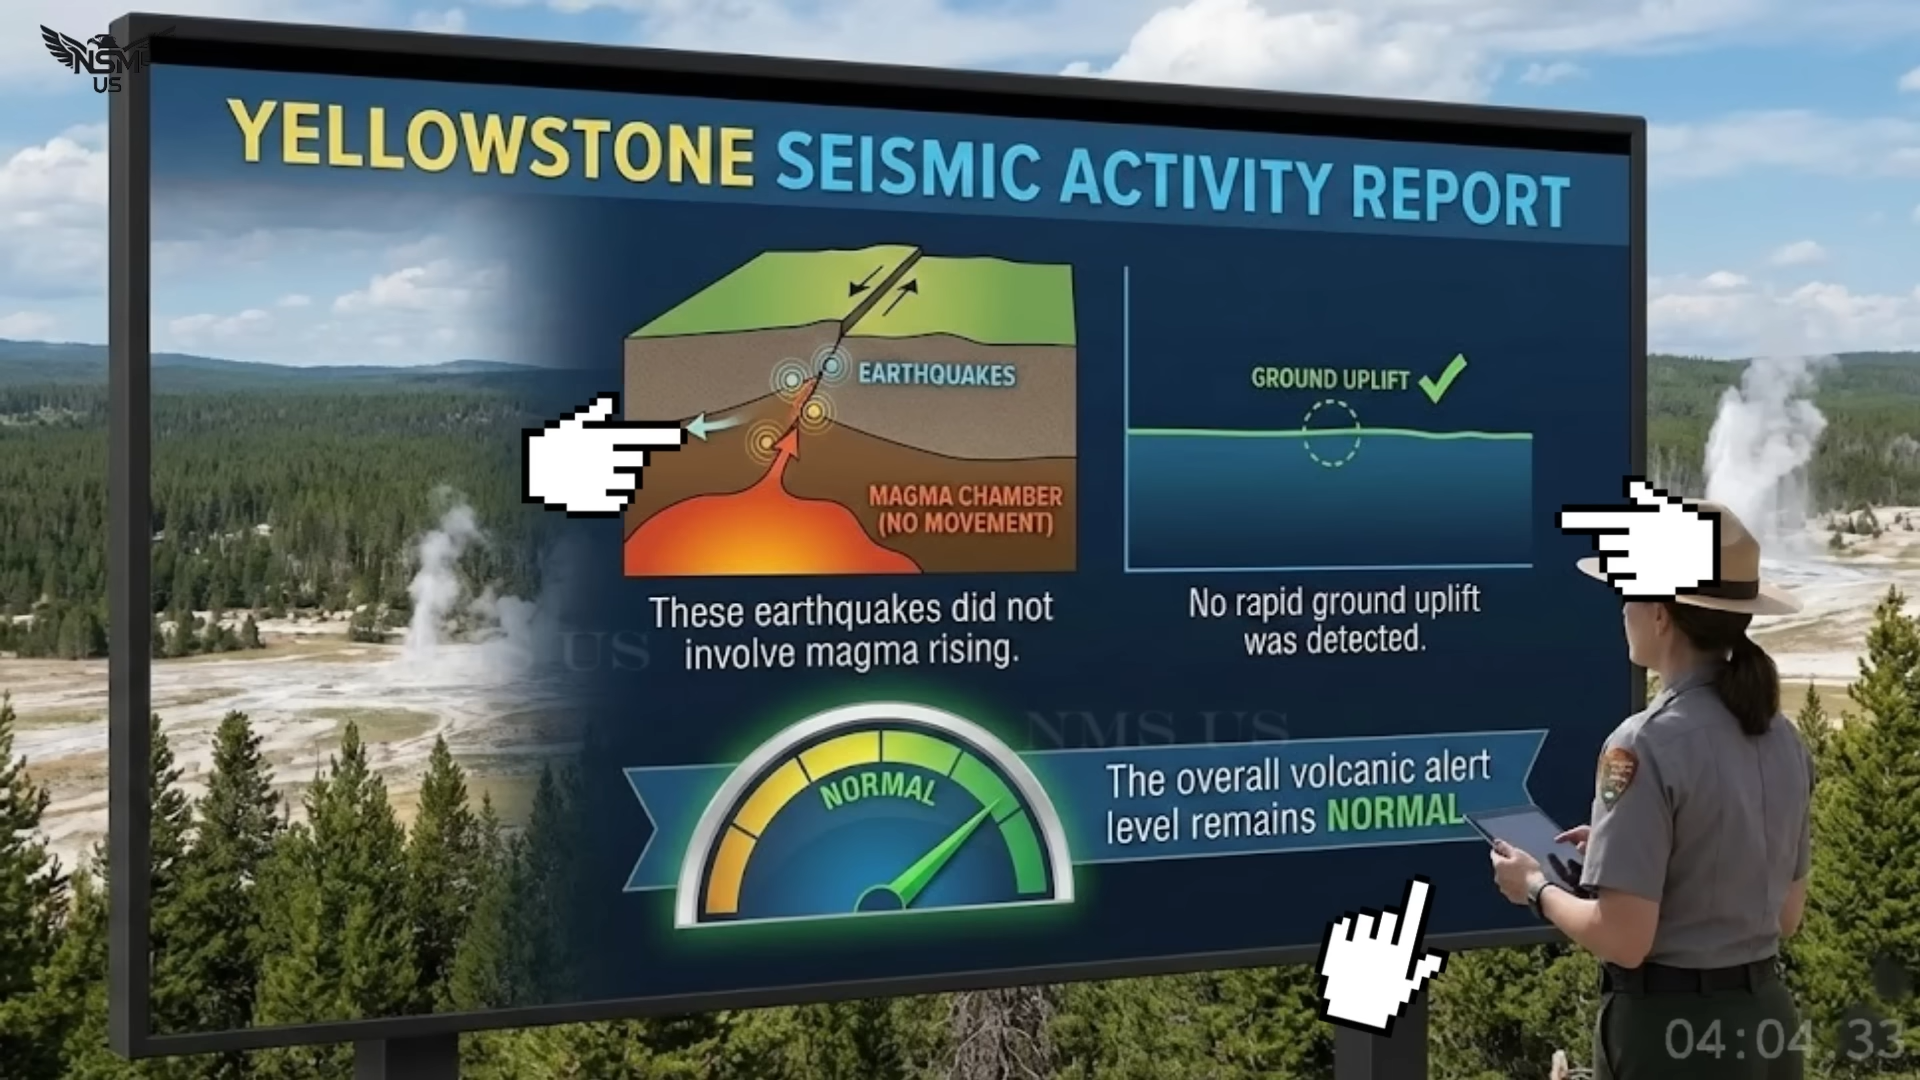 NSM
US
YELLOWSTONE SEISMIC ACTIVITY REPORT
EARTHQUAKES
MAGMA CHAMBER
(NO MOVEMENT)
GROUND UPLIFT
These earthquakes did not
involve magma rising.
No rapid ground uplift
was detected.
US
NMS US
NORMAL
The overall volcanic alert
level remains NORMAL
04:04.33